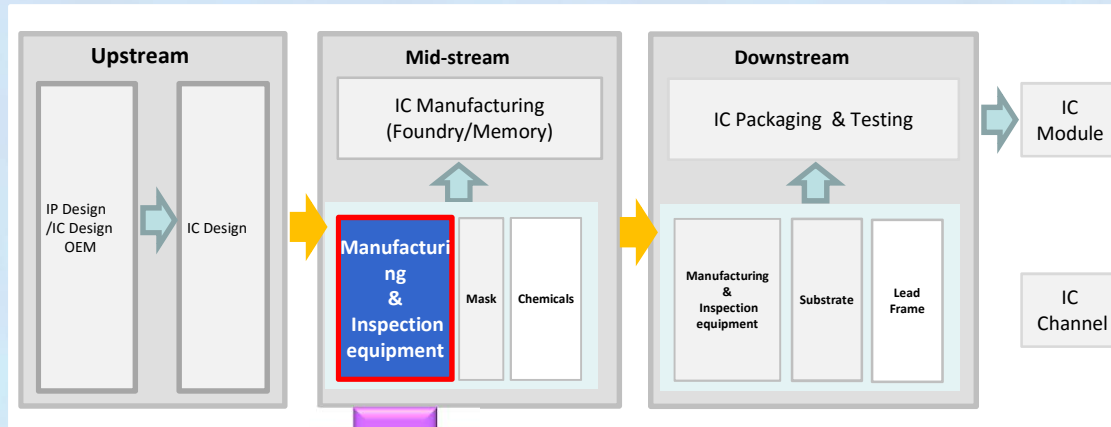 Upstream
IP Design
/IC Design
OEM
IC Design
Mid-stream
IC Manufacturing
(Foundry/Memory)
Manufacturi
ng
&
Inspection
equipment
Mask
Chemicals
Downstream
IC Packaging & Testing
Manufacturing
&
Inspection
equipment
Substrate
Lead
Frame
IC
Module
IC
Channel